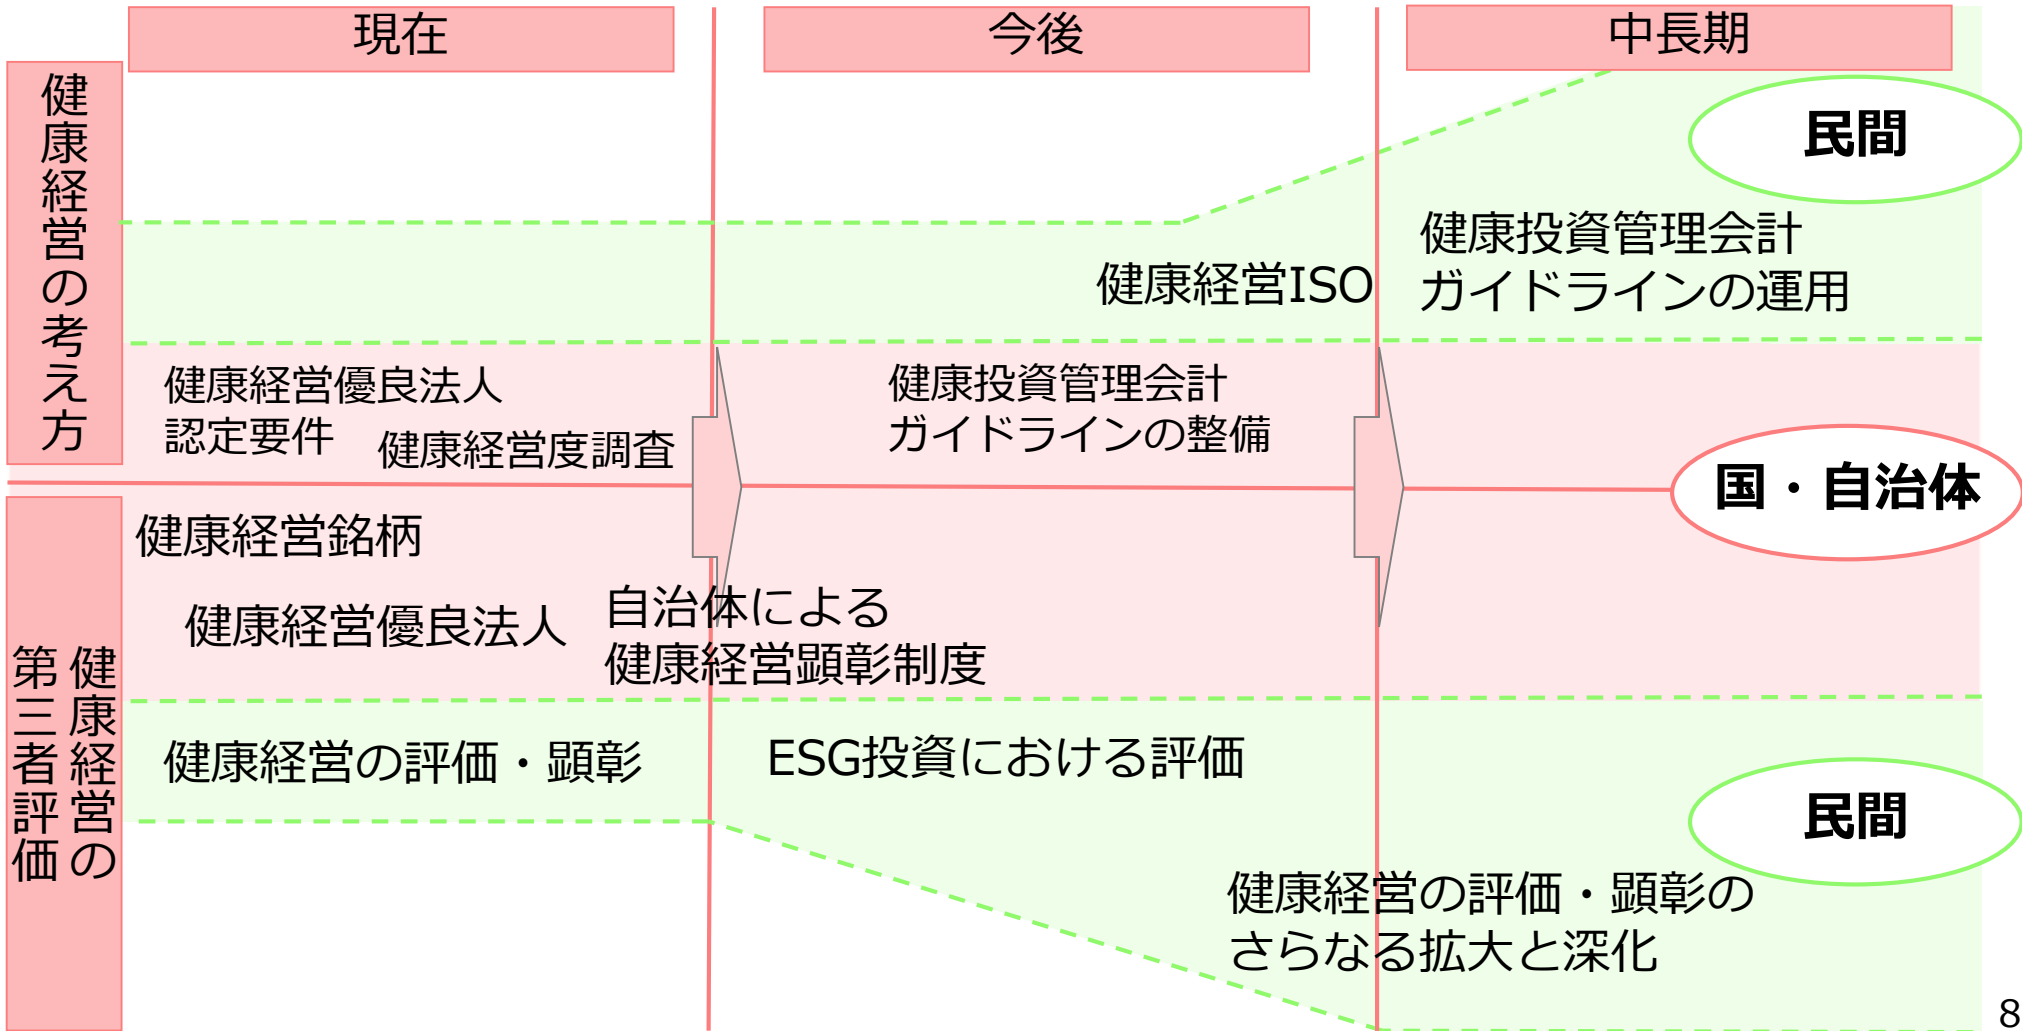 現在
今後
中長期
健康経営の考え方
民間
健康投資管理会計
ガイドラインの運用
健康経営ISO
健康経営優良法人
認定要件
健康経営度調査
健康投資管理会計
ガイドラインの整備
国・自治体
健康経営の
第三者評価
健康経営銘柄
健康経営優良法人
自治体による
健康経営顕彰制度
健康経営の評価・顕彰
ESG投資における評価
民間
健康経営の評価・顕彰の
さらなる拡大と深化
8